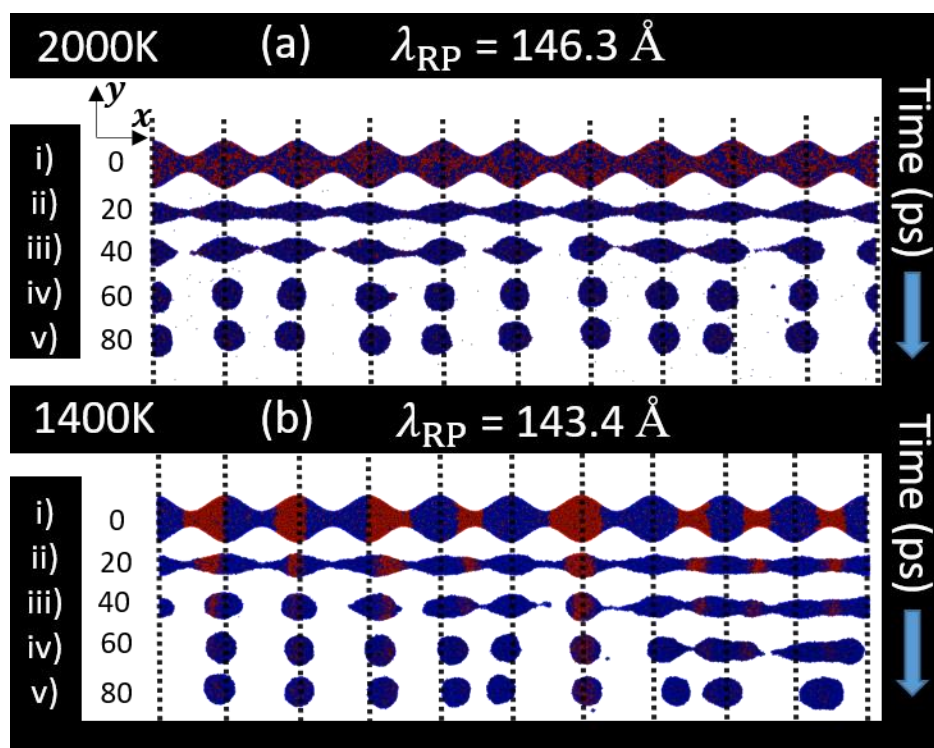 2000K (a) λRP = 146.3 Å
y
x
i) 0
ii) 20
iii) 40
iv) 60
v) 80
Time (ps)
1400K (b) λRP = 143.4 Å
i) 0
ii) 20
iii) 40
iv) 60
v) 80
Time (ps)